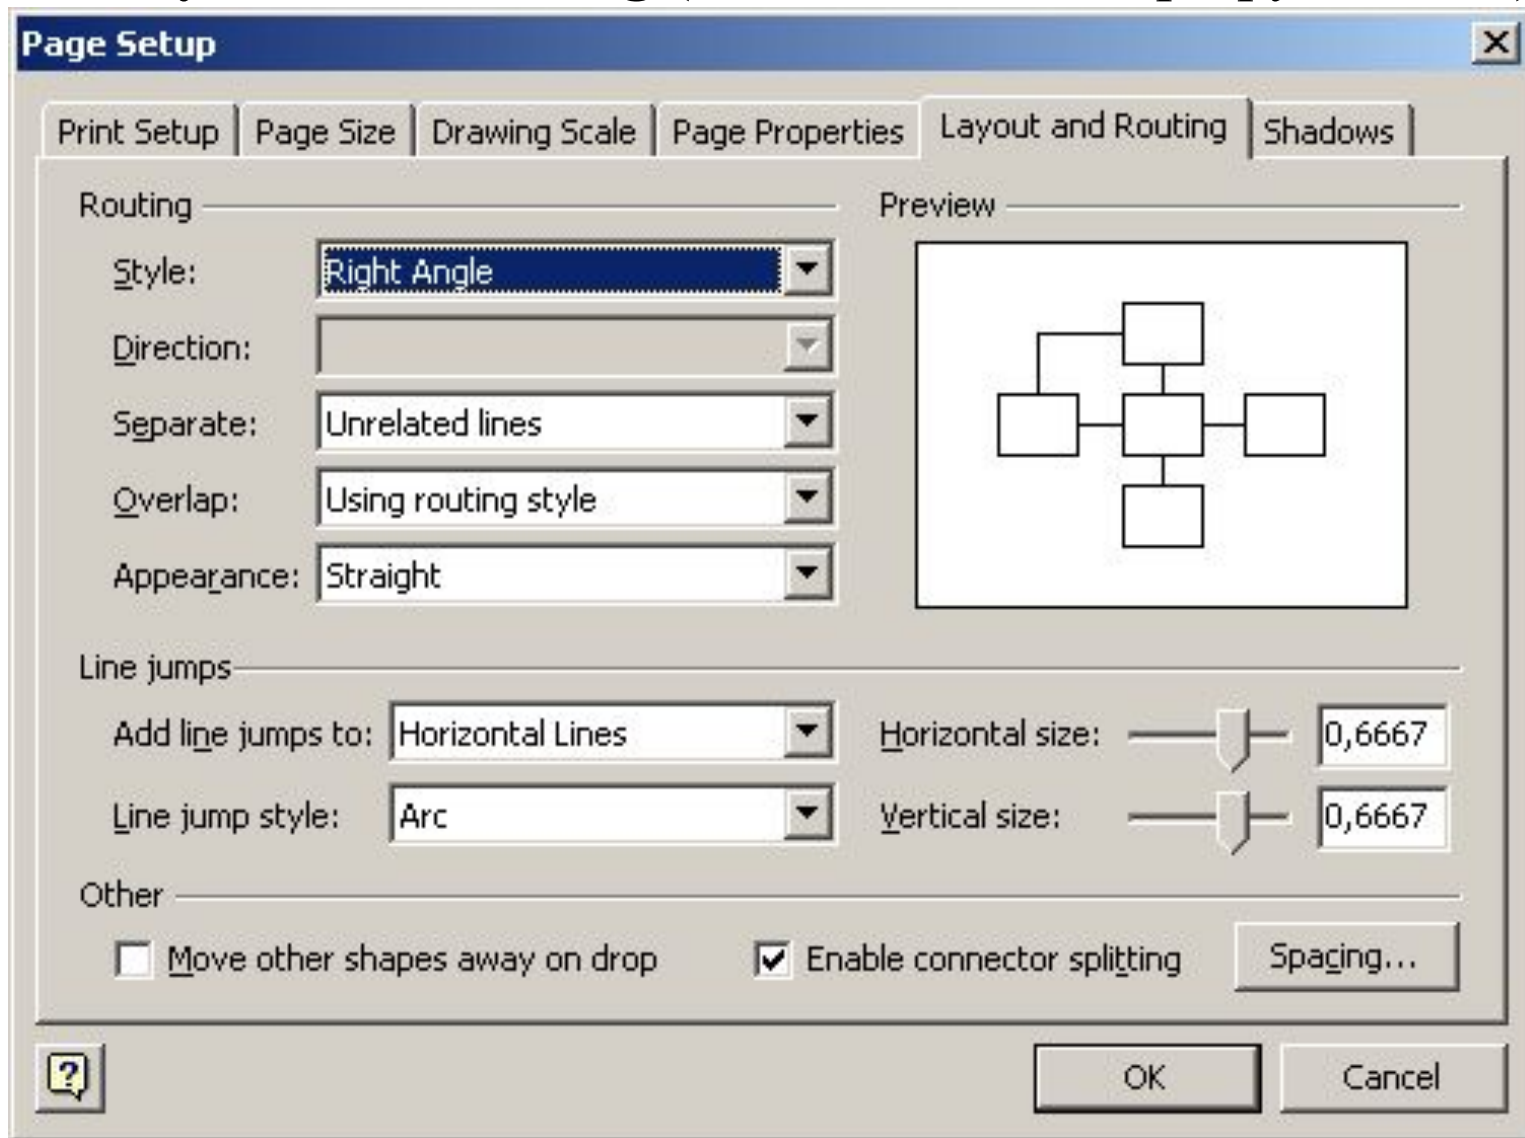 Page Setup
Print Setup Page Size Drawing Scale Page Properties Layout and Routing Shadows
Routing Preview
Style: Right Angle
Direction:
Separate: Unrelated lines
Overlap: Using routing style
Appearance: Straight
Line jumps
Add line jumps to: Horizontal Lines Horizontal size: 0,6667
Line jump style: Arc Vertical size: 0,6667
Other
Move other shapes away on drop Enable connector splitting Spacing...
? OK Cancel